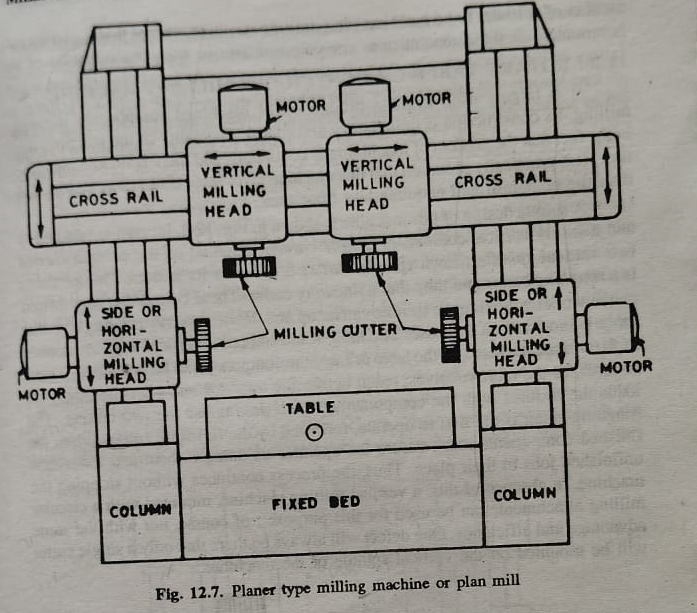 MOTOR
MOTOR
VERTICAL
MILLING
HEAD
VERTICAL
MILLING
HEAD
CROSS RAIL
CROSS RAIL
SIDE OR
HORI-
ZONTAL
MILLING
HEAD
SIDE OR
HORI-
ZONTAL
MILLING
HEAD
MILLING CUTTER
MOTOR
MOTOR
TABLE
COLUMN
FIXED BED
COLUMN
Fig. 12.7. Planer type milling machine or plan mill